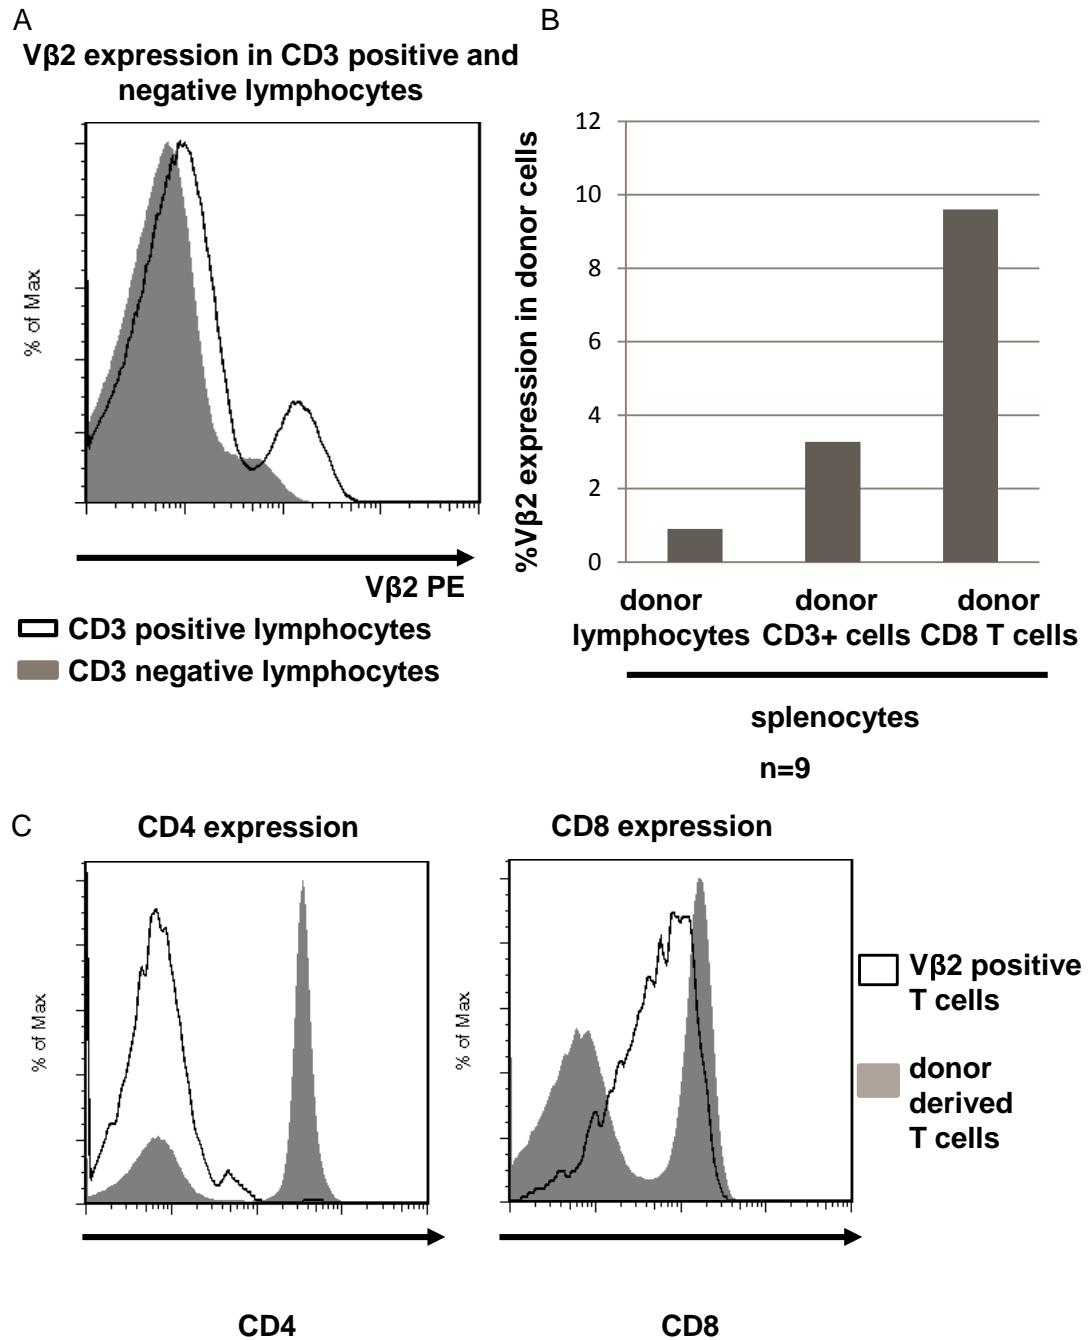 A
Vβ2 expression in CD3 positive and
negative lymphocytes
% of Max
Vβ2 PE
CD3 positive lymphocytes
CD3 negative lymphocytes
B
%Vβ2 expression in donor cells
12
10
8
6
4
2
0
donor
lymphocytes
donor
CD3+ cells
donor
CD8 T cells
splenocytes
n=9
C
CD4 expression
% of Max
CD4
CD8 expression
% of Max
CD8
Vβ2 positive
T cells
donor
derived
T cells